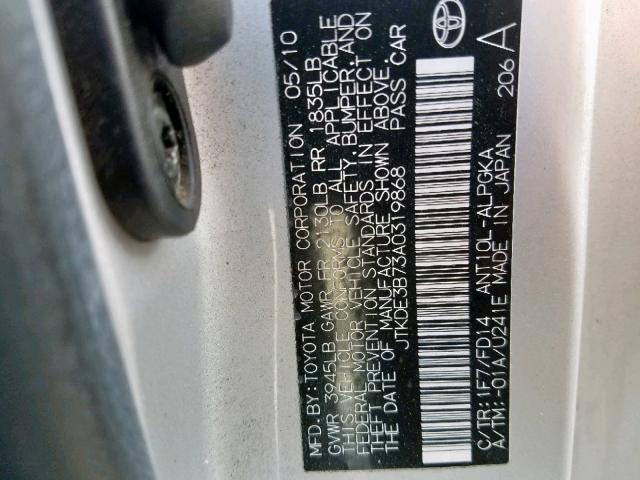 MFD.BY:TOYOTA MOTOR CORPORATION 05/10
GVWR 3945LB GAWR FR 2130LB RR 1835LB
THIS VEHICLE CONFORMS TO ALL APPLICABLE
FEDERAL MOTOR VEHICLE SAFETY, BUMPER, AND
THEFT PREVENTION STANDARDS IN EFFECT ON
THE DATE OF MANUFACTURE SHOWN ABOVE.
JTKDE3B73A0319868 PASS CAR
C/TR:1F7/FD14 ANT10L-ALPGKA
A/TM:-01A/U241E MADE IN JAPAN 206 A